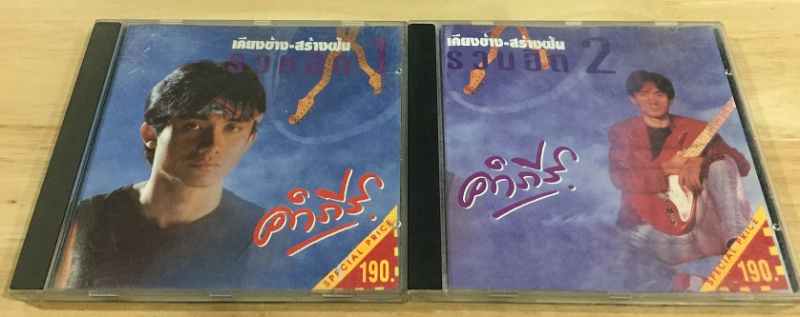 เคียงข้าง-สร้างฝัน
รวมฮิต 1
คัมภีร์
SPECIAL PRICE
190.-
เคียงข้าง-สร้างฝัน
รวมฮิต 2
คัมภีร์
SPECIAL PRICE
190.-